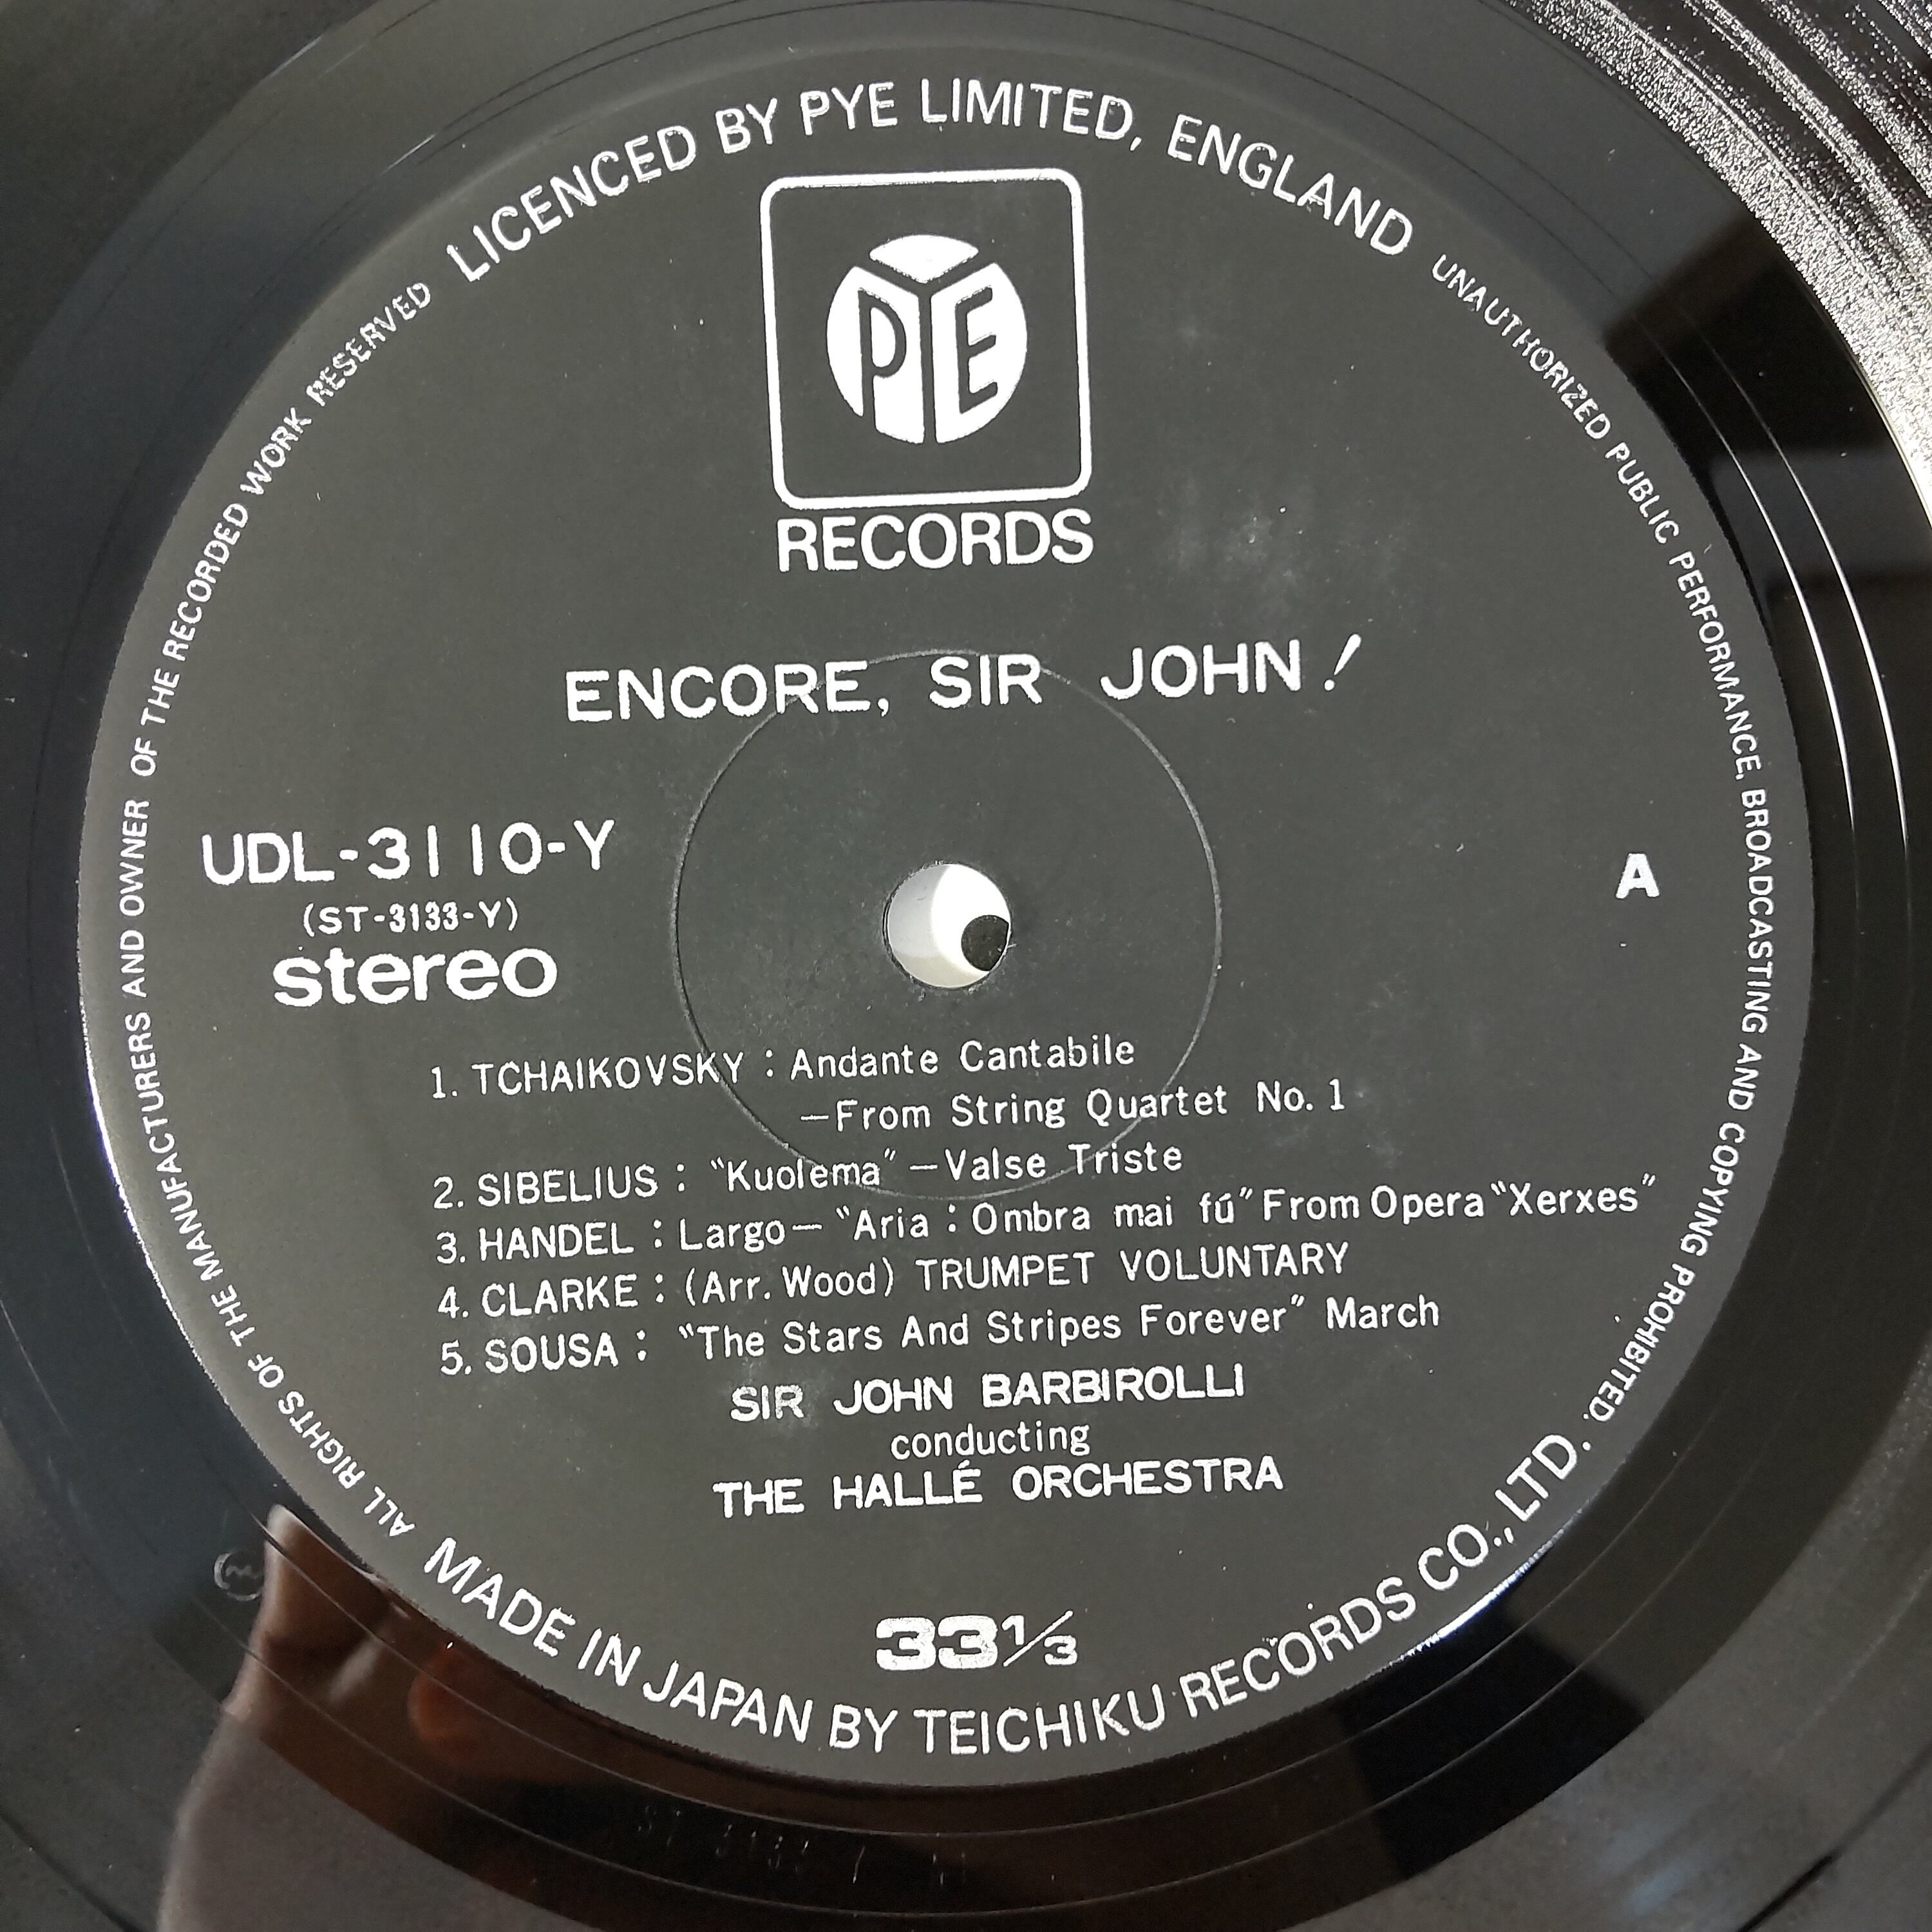 LICENCED BY PYE LIMITED, ENGLAND
UNAUTHORIZED PUBLIC PERFORMANCE, BROADCASTING AND COPYING PROHIBITED.
PYE
RECORDS
ENCORE, SIR JOHN!
UDL-3110-Y
(ST-3133-Y)
stereo
A
1. TCHAIKOVSKY : Andante Cantabile
—From String Quartet No. 1
2. SIBELIUS : "Kuolema" —Valse Triste
3. HANDEL : Largo— "Aria : Ombra mai fú" From Opera "Xerxes"
4. CLARKE : (Arr. Wood) TRUMPET VOLUNTARY
5. SOUSA : "The Stars And Stripes Forever" March
SIR JOHN BARBIROLLI
conducting
THE HALLÉ ORCHESTRA
33⅓
ALL RIGHTS OF THE MANUFACTURERS AND OWNER OF THE RECORDED WORK RESERVED
MADE IN JAPAN BY TEICHIKU RECORDS CO., LTD.